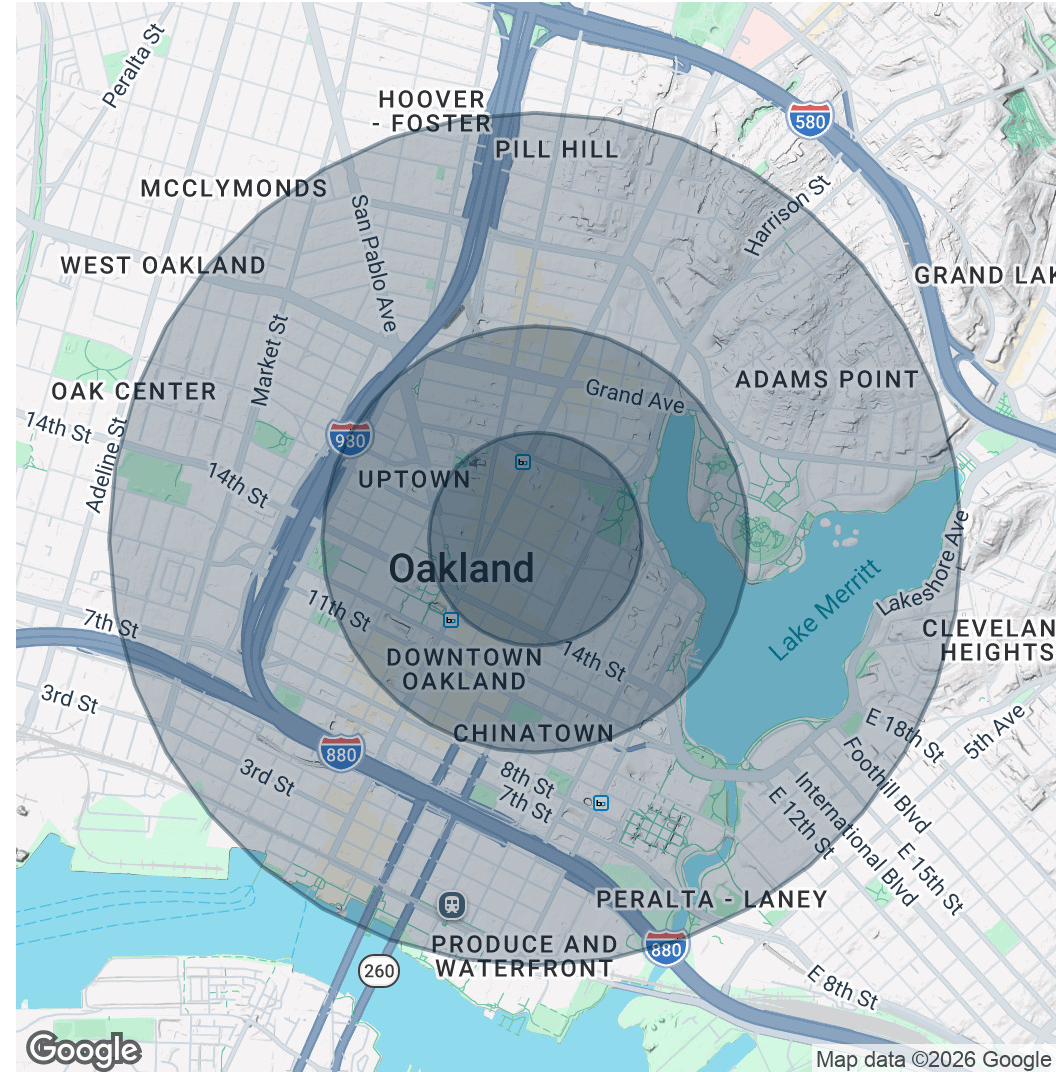 Peralta St
HOOVER
- FOSTER
580
PILL HILL
MCCLYMONDS
Harrison St
San Pablo Ave
WEST OAKLAND
GRAND LAK
Market St
ADAMS POINT
Grand Ave
OAK CENTER
14th St
980
Adeline St
14th St
UPTOWN
Oakland
Lakeshore Ave
Lake Merritt
11th St
7th St
CLEVELAN
HEIGHTS
14th St
DOWNTOWN
OAKLAND
3rd St
CHINATOWN
E 18th St
5th Ave
880
3rd St
8th St
7th St
Foothill Blvd
International Blvd
E 12th St
E 15th St
PERALTA - LANEY
PRODUCE AND
WATERFRONT
880
260
E 8th St
Google
Map data ©2026 Google